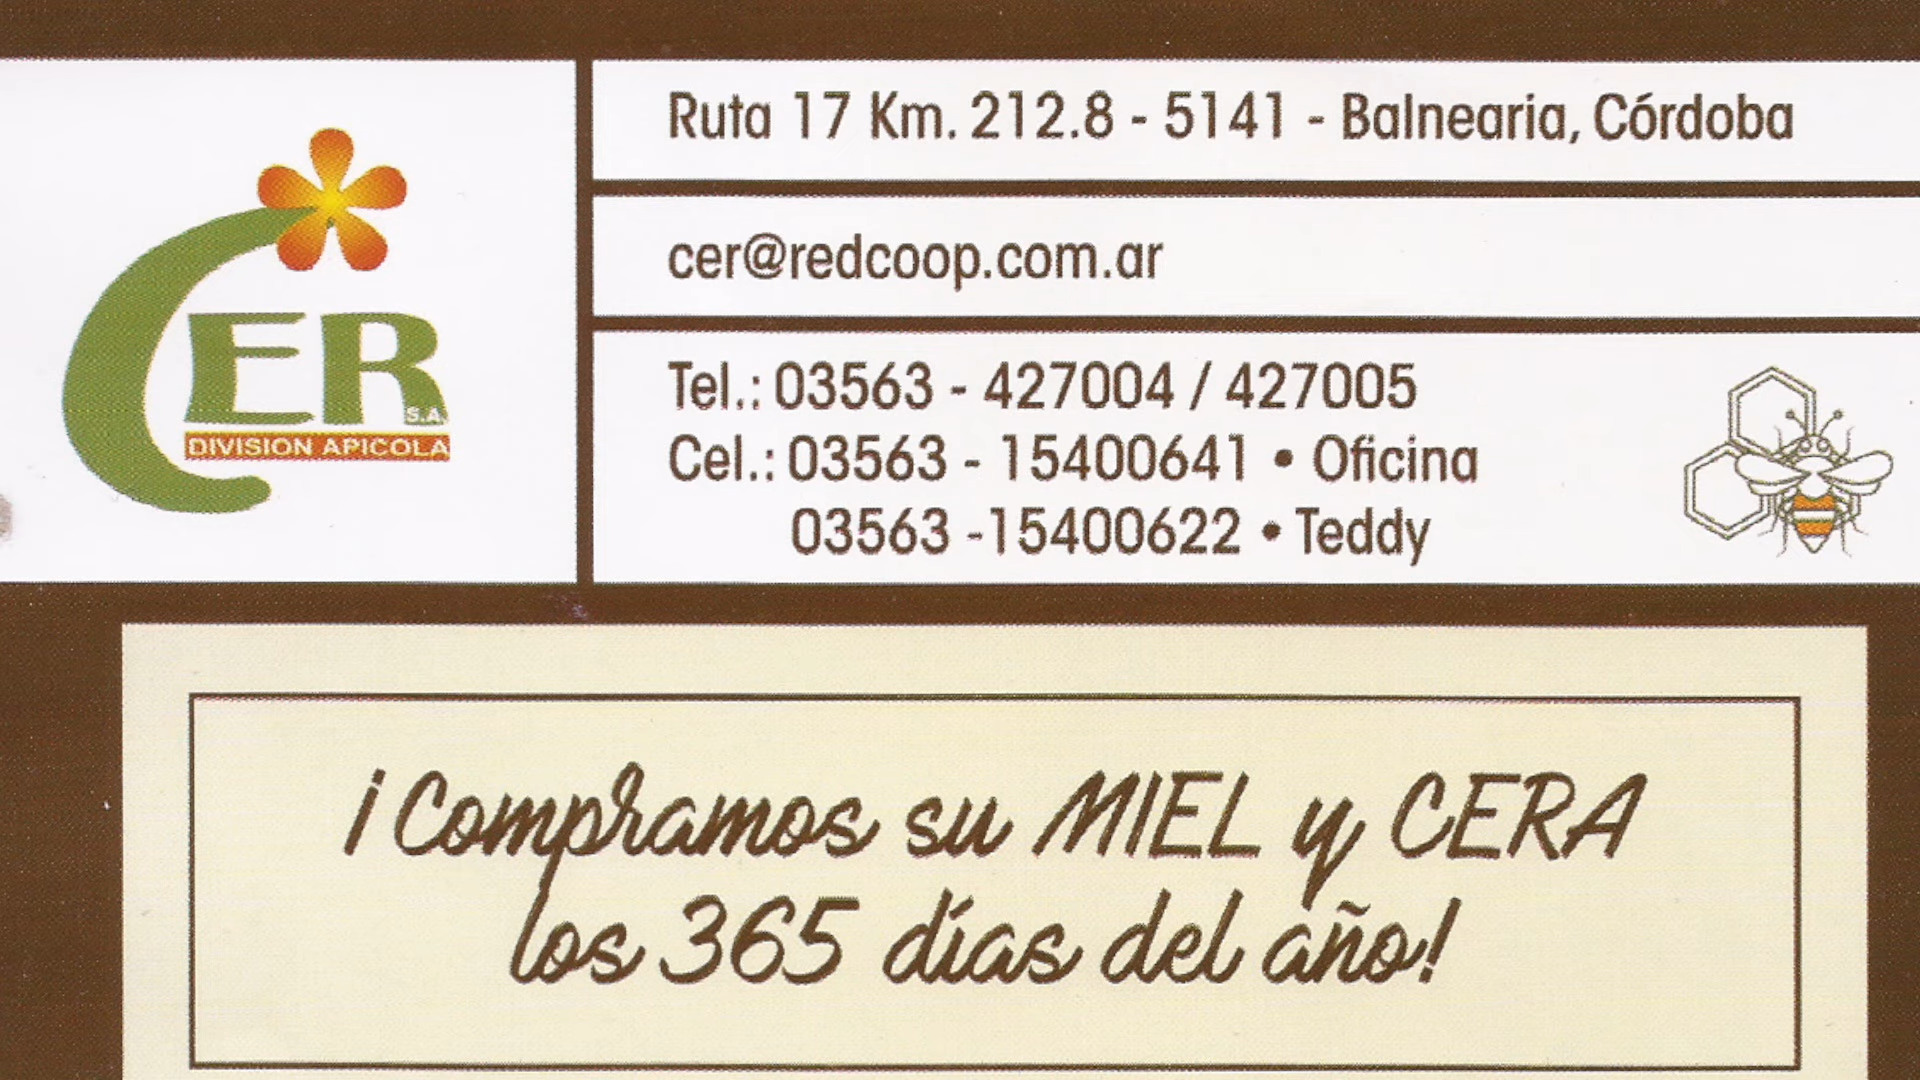 Ruta 17 Km. 212.8 - 5141 - Balnearia, Córdoba
CER
S.A.
DIVISION APICOLA
cer@redcoop.com.ar
Tel.: 03563 - 427004 / 427005
Cel.: 03563 - 15400641 • Oficina
03563 -15400622 • Teddy
¡Compramos su MIEL y CERA
los 365 días del año!